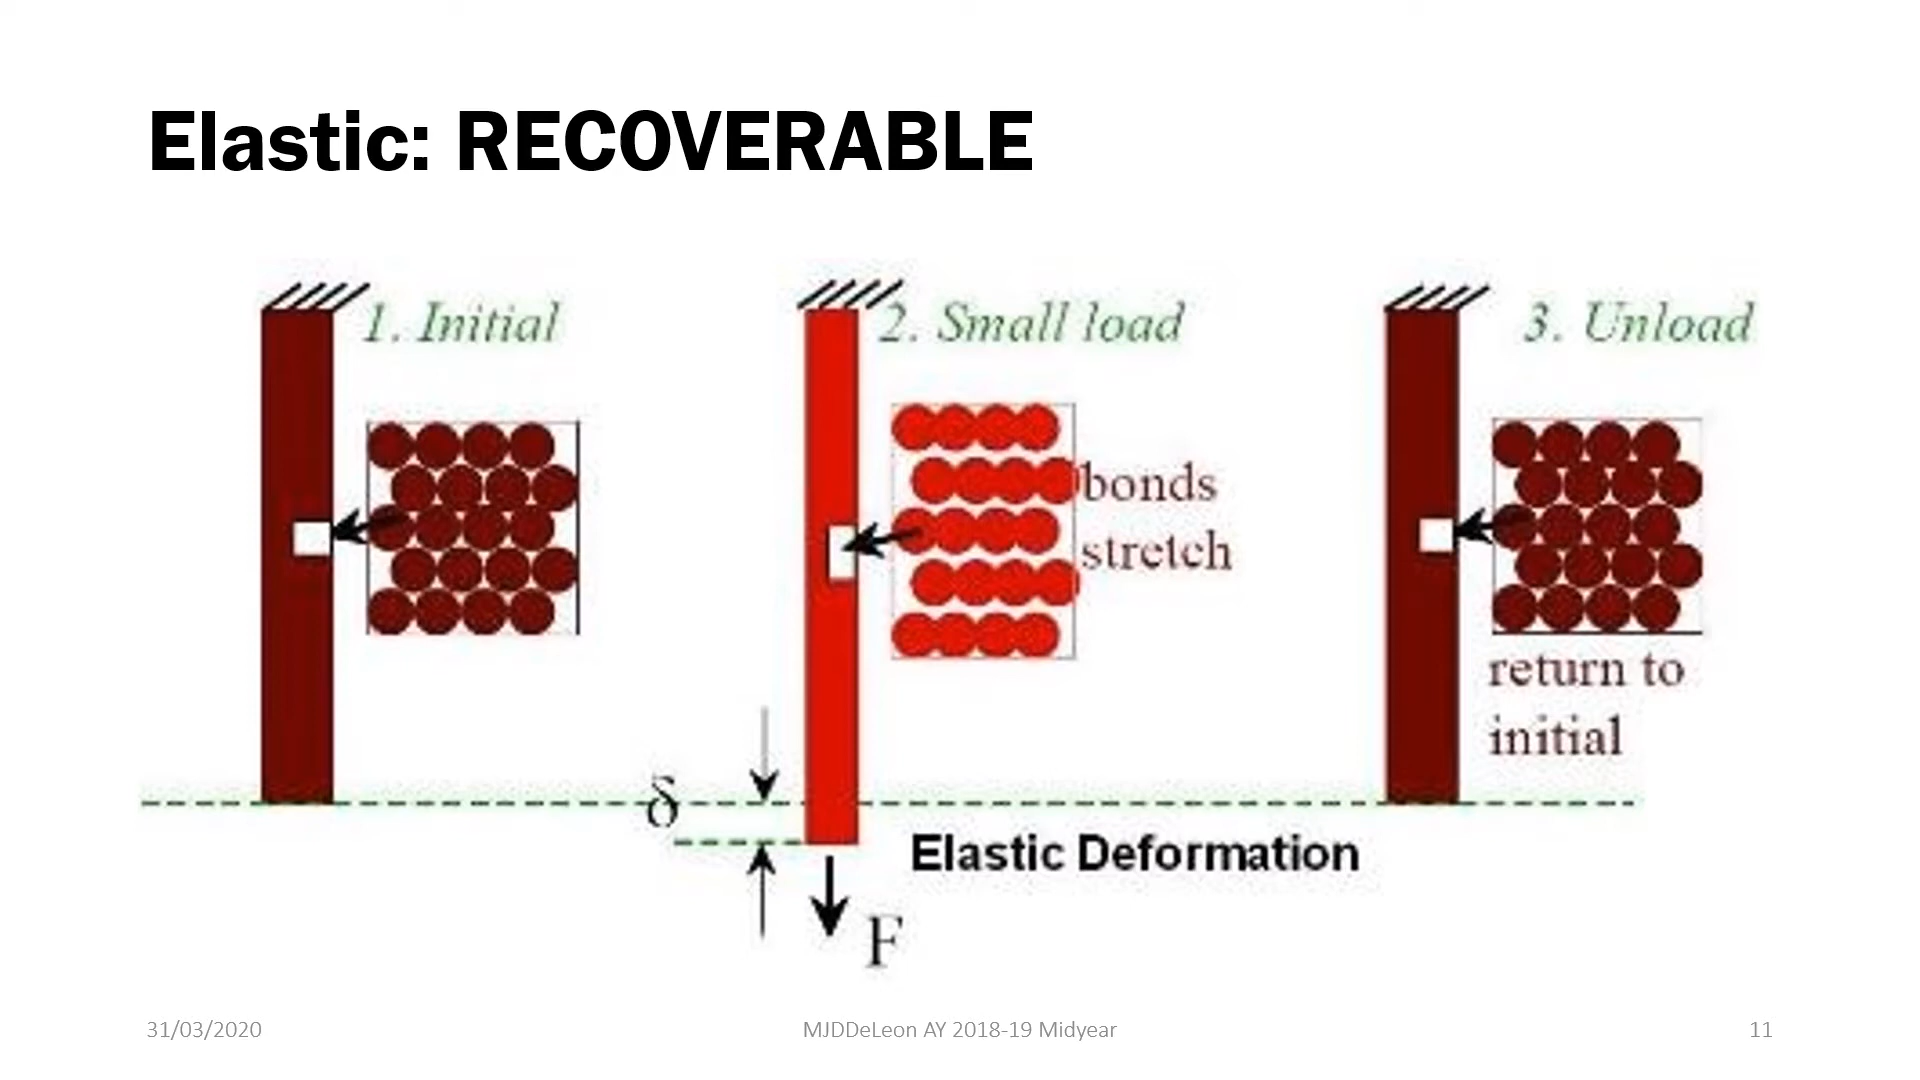 Elastic: RECOVERABLE
1. Initial
2. Small load
3. Unload
bonds
stretch
return to
initial
δ
Elastic Deformation
F
31/03/2020
MJDDeLeon AY 2018-19 Midyear
11